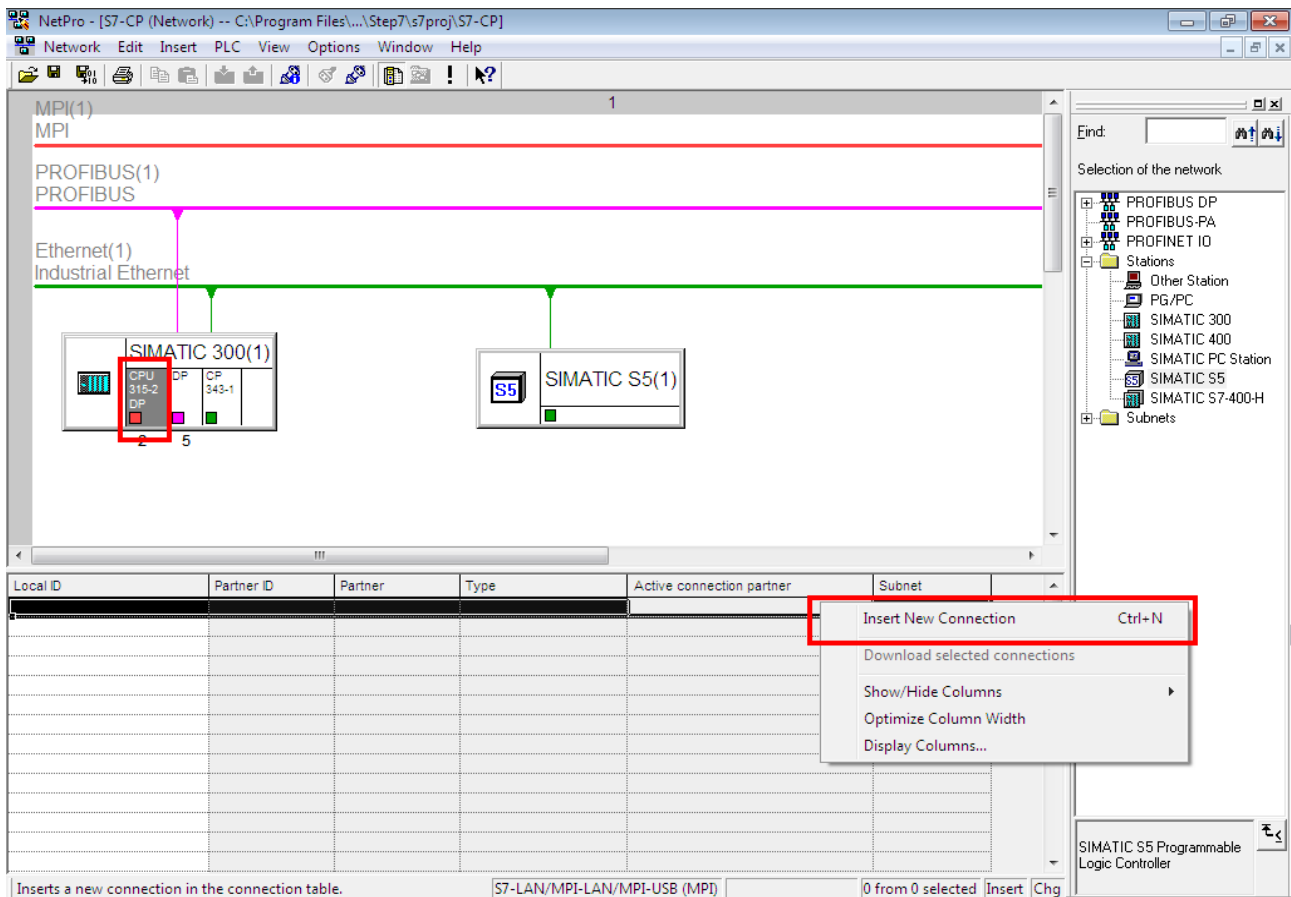 NetPro - [S7-CP (Network) -- C:\Program Files\...\Step7\s7proj\S7-CP]
Network Edit Insert PLC View Options Window Help
1
MPI(1)
MPI
PROFIBUS(1)
PROFIBUS
Ethernet(1)
Industrial Ethernet
SIMATIC 300(1)
CPU
315-2
DP
DP
CP
343-1
2 5
S5
SIMATIC S5(1)
Find:
Selection of the network
PROFIBUS DP
PROFIBUS-PA
PROFINET IO
Stations
Other Station
PG/PC
SIMATIC 300
SIMATIC 400
SIMATIC PC Station
S5 SIMATIC S5
SIMATIC S7-400-H
Subnets
Local ID Partner ID Partner Type Active connection partner Subnet
Insert New Connection Ctrl+N
Download selected connections
Show/Hide Columns
Optimize Column Width
Display Columns...
SIMATIC S5 Programmable
Logic Controller
Inserts a new connection in the connection table. S7-LAN/MPI-LAN/MPI-USB (MPI) 0 from 0 selected Insert Chg